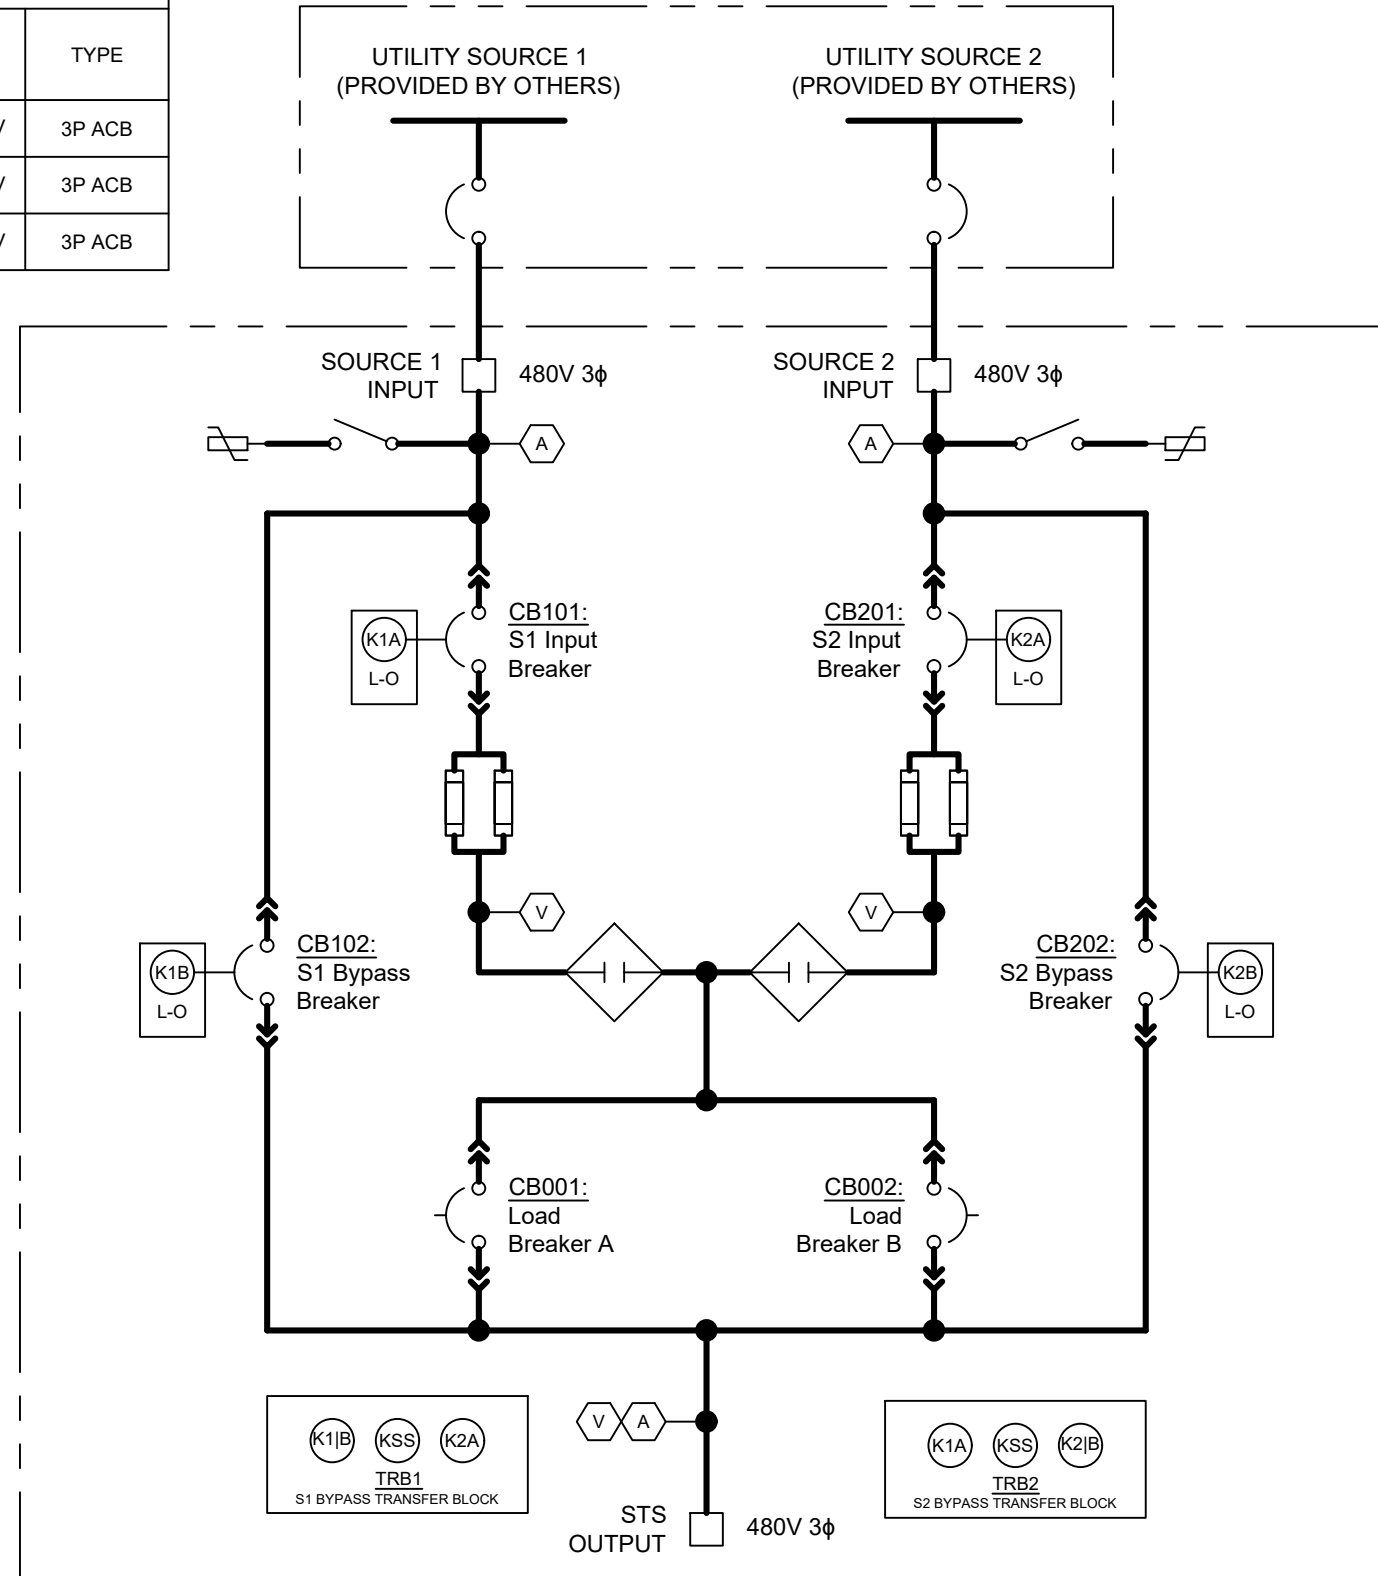 TYPE
V 3P ACB
V 3P ACB
V 3P ACB
UTILITY SOURCE 1
(PROVIDED BY OTHERS)
UTILITY SOURCE 2
(PROVIDED BY OTHERS)
SOURCE 1
INPUT
480V 3ϕ
SOURCE 2
INPUT
480V 3ϕ
A
A
K1A
L-O
CB101:
S1 Input
Breaker
CB201:
S2 Input
Breaker
K2A
L-O
V
V
K1B
L-O
CB102:
S1 Bypass
Breaker
CB202:
S2 Bypass
Breaker
K2B
L-O
CB001:
Load
Breaker A
CB002:
Load
Breaker B
K1|B KSS K2A
TRB1
S1 BYPASS TRANSFER BLOCK
V A
K1A KSS K2|B
TRB2
S2 BYPASS TRANSFER BLOCK
STS
OUTPUT
480V 3ϕ